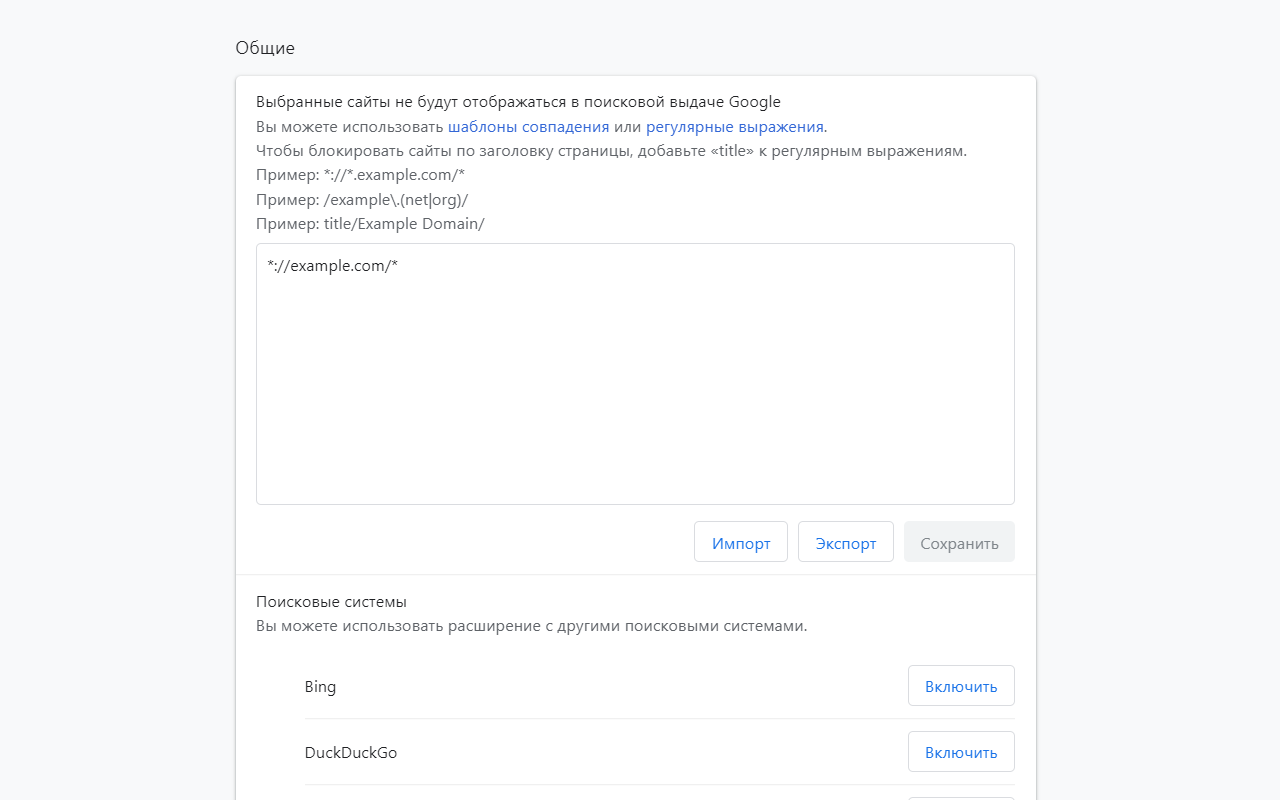 Общие
Выбранные сайты не будут отображаться в поисковой выдаче Google
Вы можете использовать шаблоны совпадения или регулярные выражения.
Чтобы блокировать сайты по заголовку страницы, добавьте «title» к регулярным выражениям.
Пример: *://*.example.com/*
Пример: /example\.(net|org)/
Пример: title/Example Domain/
*://example.com/*
Импорт Экспорт Сохранить
Поисковые системы
Вы можете использовать расширение с другими поисковыми системами.
Bing Включить
DuckDuckGo Включить